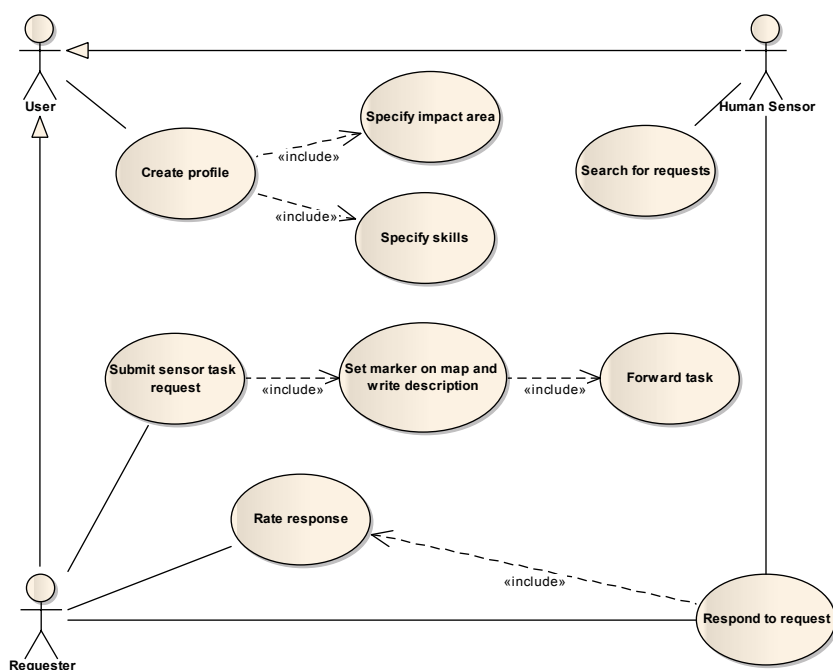 User
Human Sensor
Specify impact area
«include»
Create profile
Search for requests
«include»
Specify skills
Submit sensor task
request
«include»
Set marker on map and
write description
«include»
Forward task
Rate response
«include»
Respond to request
Requester